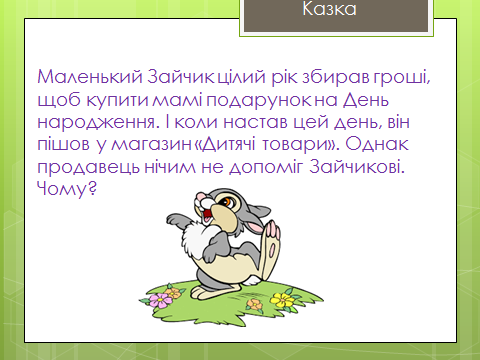 Казка
Маленький Зайчик цілий рік збирав гроші,
щоб купити мамі подарунок на День
народження. І коли настав цей день, він
пішов у магазин «Дитячі товари». Однак
продавець нічим не допоміг Зайчикові.
Чому?